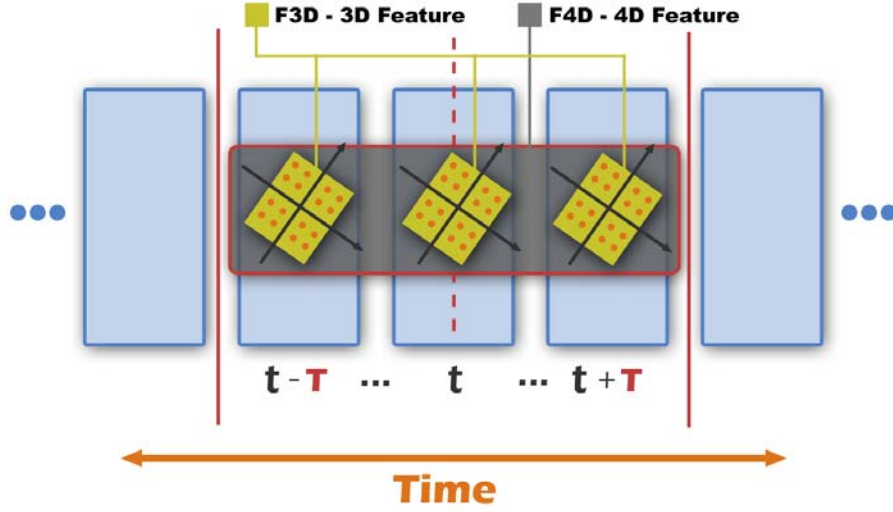 F3D - 3D Feature F4D - 4D Feature
t - T ... t ... t + T
Time